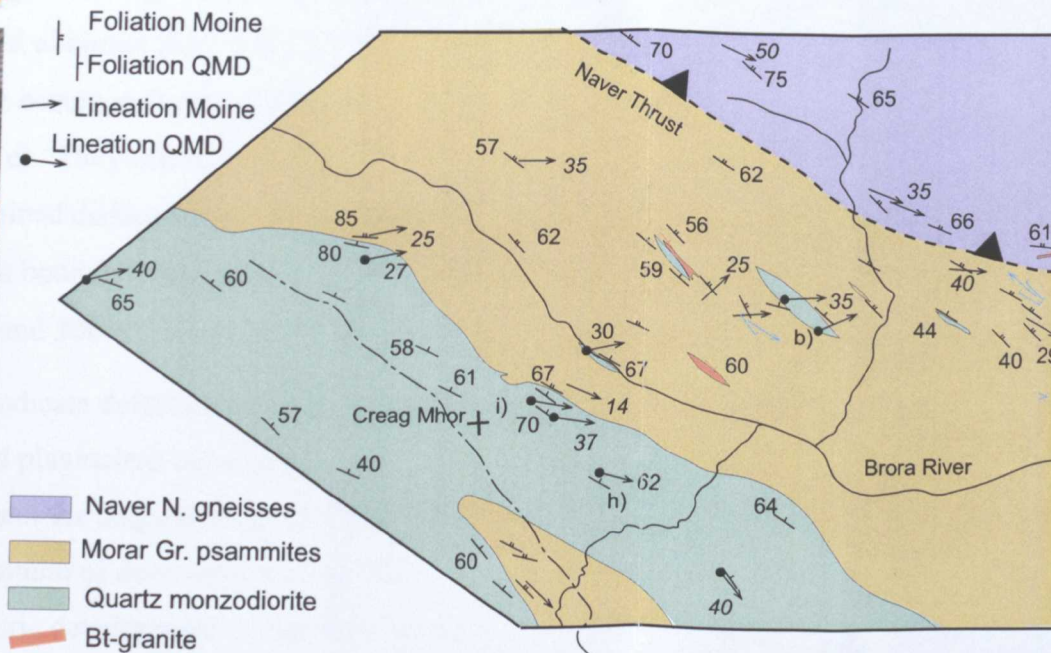 Foliation Moine
Foliation QMD
Lineation Moine
Lineation QMD
70
50
75
65
Naver Thrust
57
35
62
35
66
61
85
25
80
27
62
56
59
25
40
40
65
60
35
b)
44
40
29
30
67
58
61
67
60
i)
14
Creag Mhor
70
37
57
40
62
h)
Brora River
64
60
40
Naver N. gneisses
Morar Gr. psammites
Quartz monzodiorite
Bt-granite